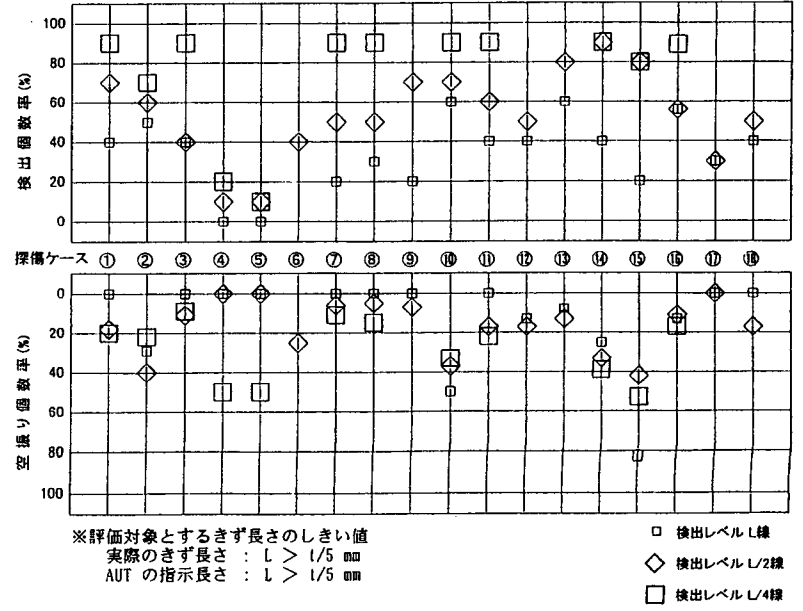 検出個数率(%)
100
80
60
40
20
0
探傷ケース ① ② ③ ④ ⑤ ⑥ ⑦ ⑧ ⑨ ⑩ ⑪ ⑫ ⑬ ⑭ ⑮ ⑯ ⑰ ⑱
空振り個数率(%)
0
20
40
60
80
100
※評価対象とするきず長さのしきい値
実際のきず長さ : l > t/5 mm
AUT の指示長さ : l > t/5 mm
検出レベル L線
検出レベル L/2線
検出レベル L/4線